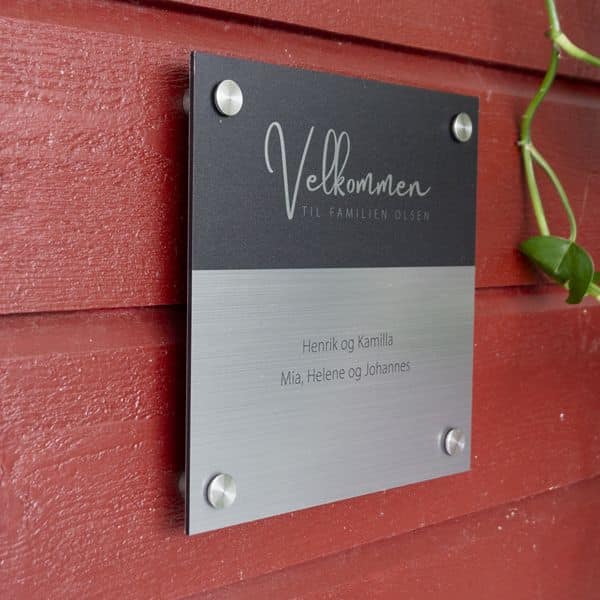 Velkommen
TIL FAMILIEN OLSEN
Henrik og Kamilla
Mia, Helene og Johannes